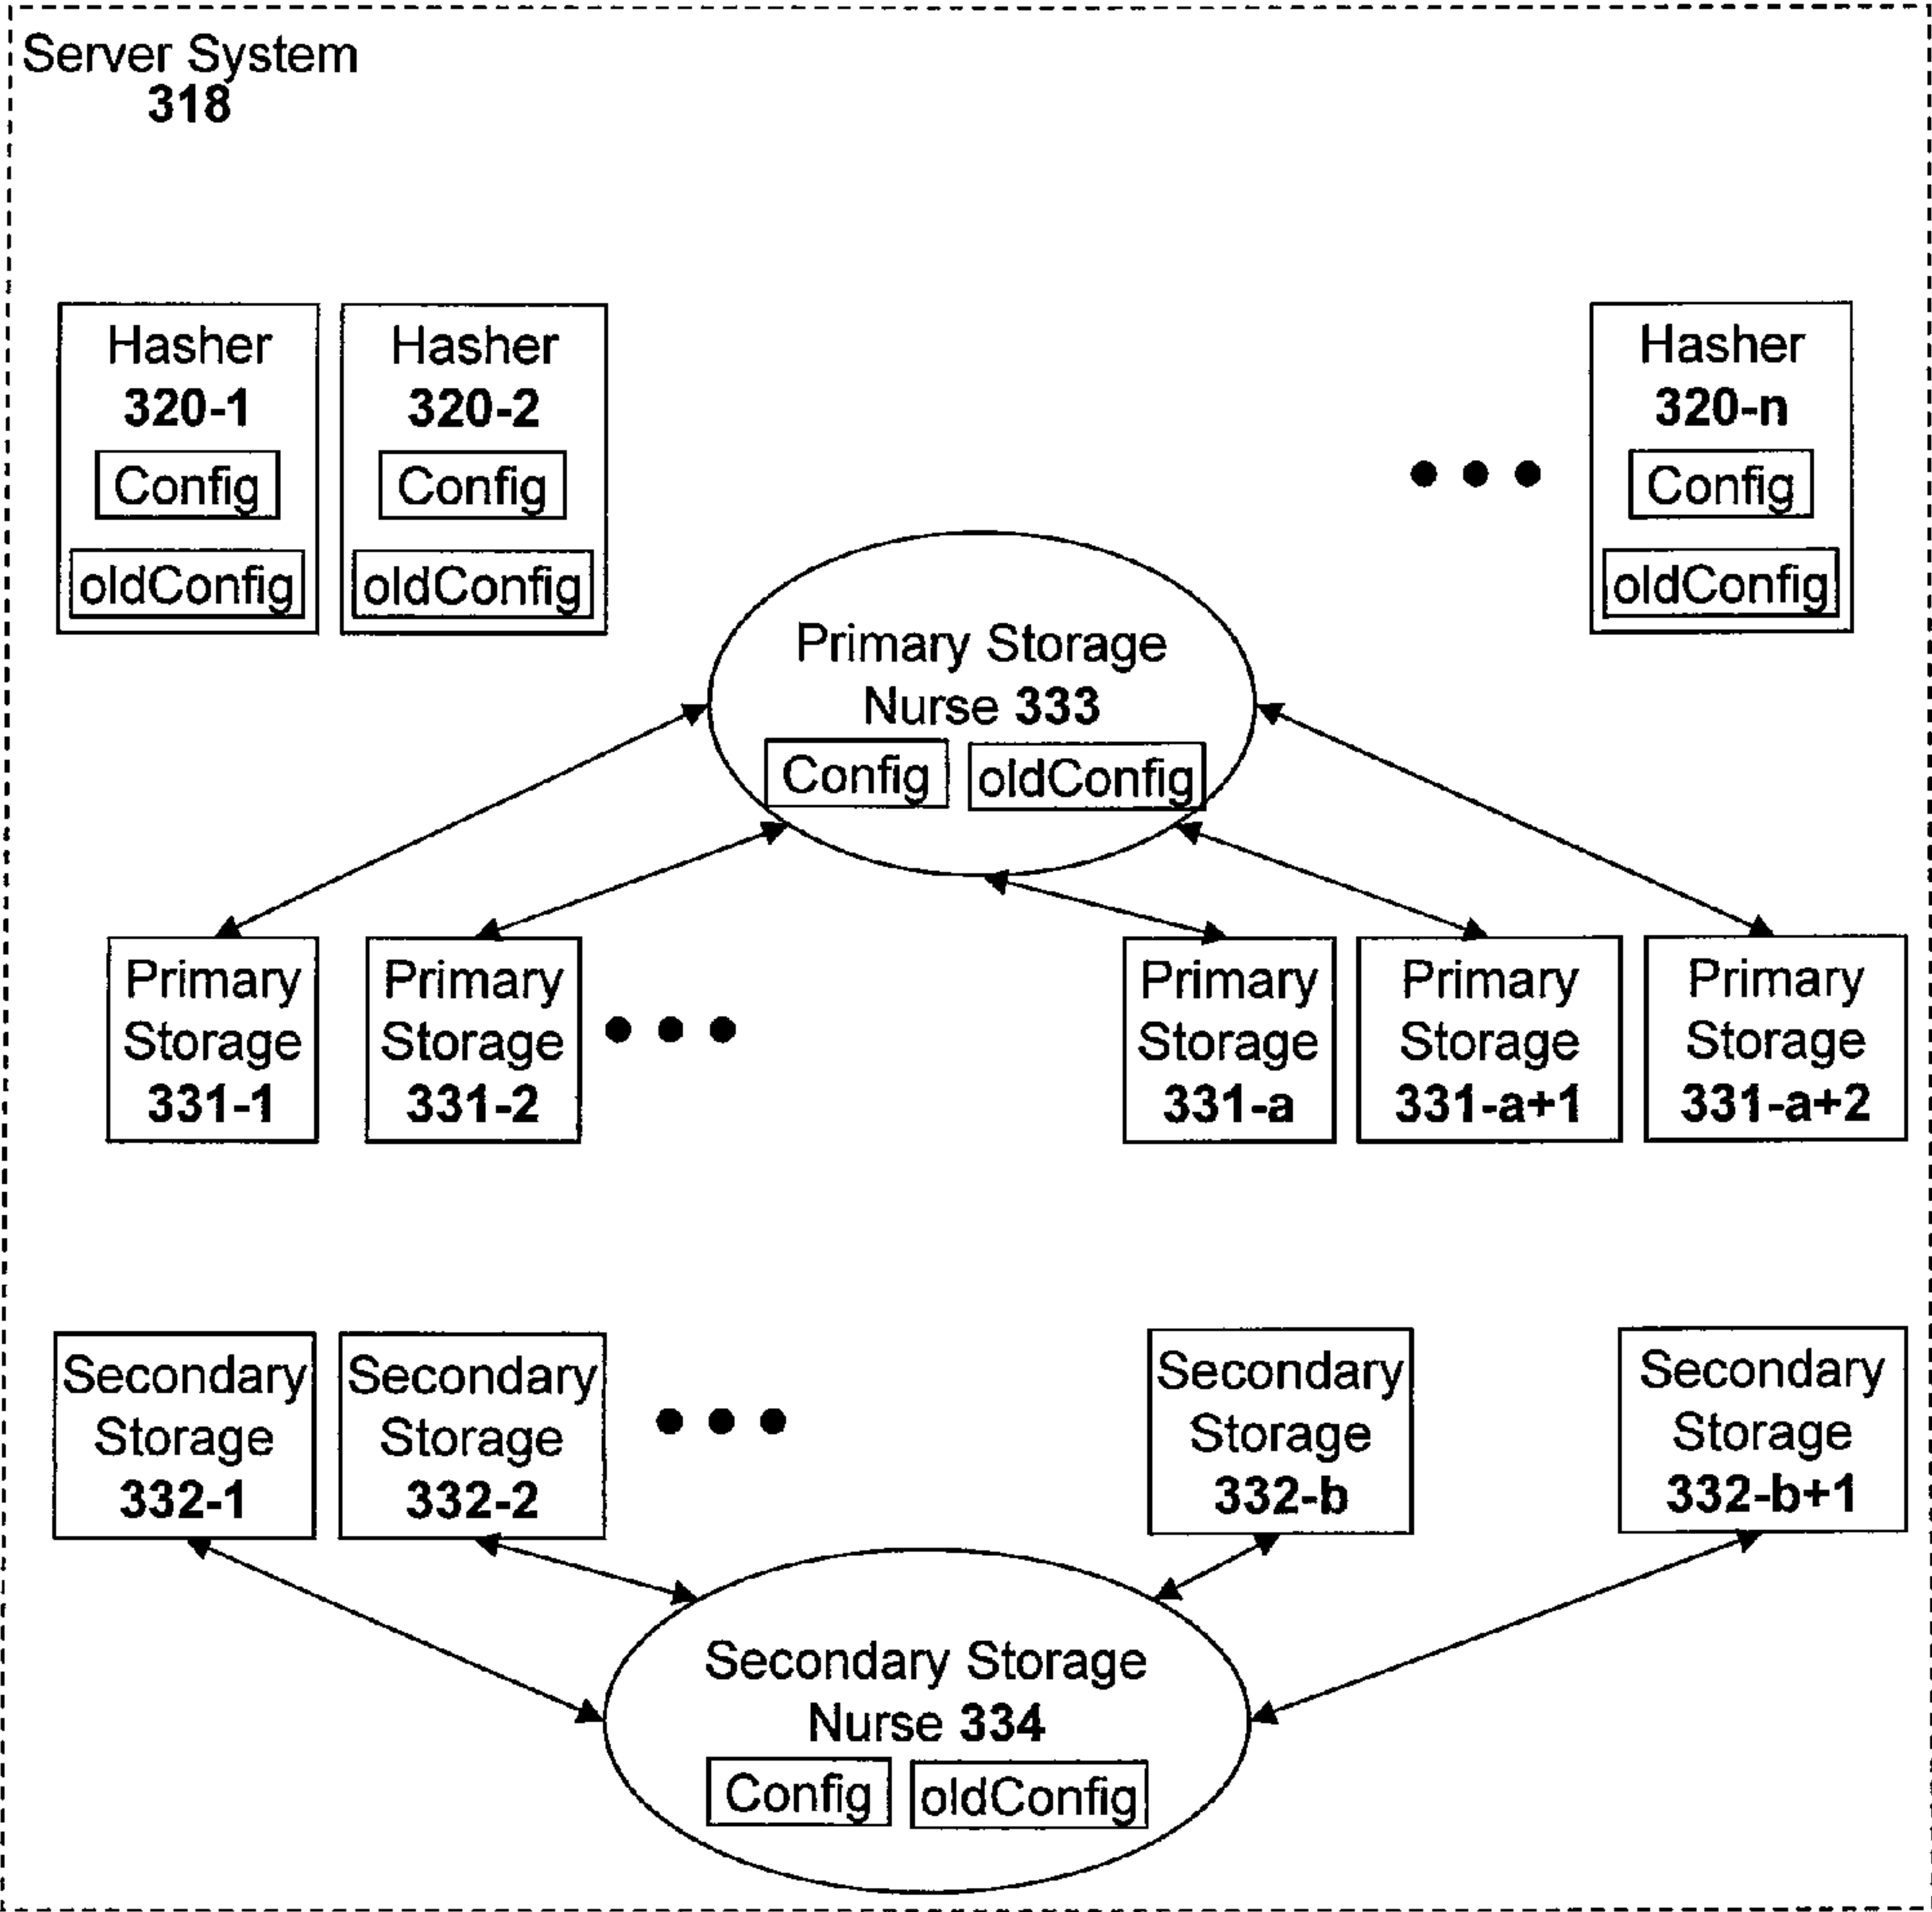 Server System
318
Hasher
320-1
Config
oldConfig
Hasher
320-2
Config
oldConfig
Hasher
320-n
Config
oldConfig
Primary Storage
Nurse 333
Config
oldConfig
Primary
Storage
331-1
Primary
Storage
331-2
Primary
Storage
331-a
Primary
Storage
331-a+1
Primary
Storage
331-a+2
Secondary
Storage
332-1
Secondary
Storage
332-2
Secondary
Storage
332-b
Secondary
Storage
332-b+1
Secondary Storage
Nurse 334
Config
oldConfig